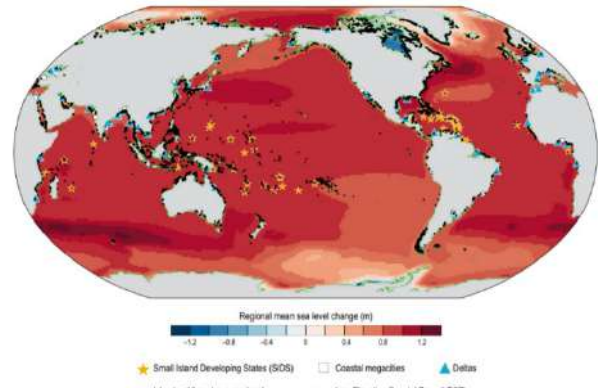 Regional mean sea level change (m)
−1.2 −0.8 −0.4 0 0.4 0.8 1.2
Small Island Developing States (SIDS) Coastal megacities Deltas